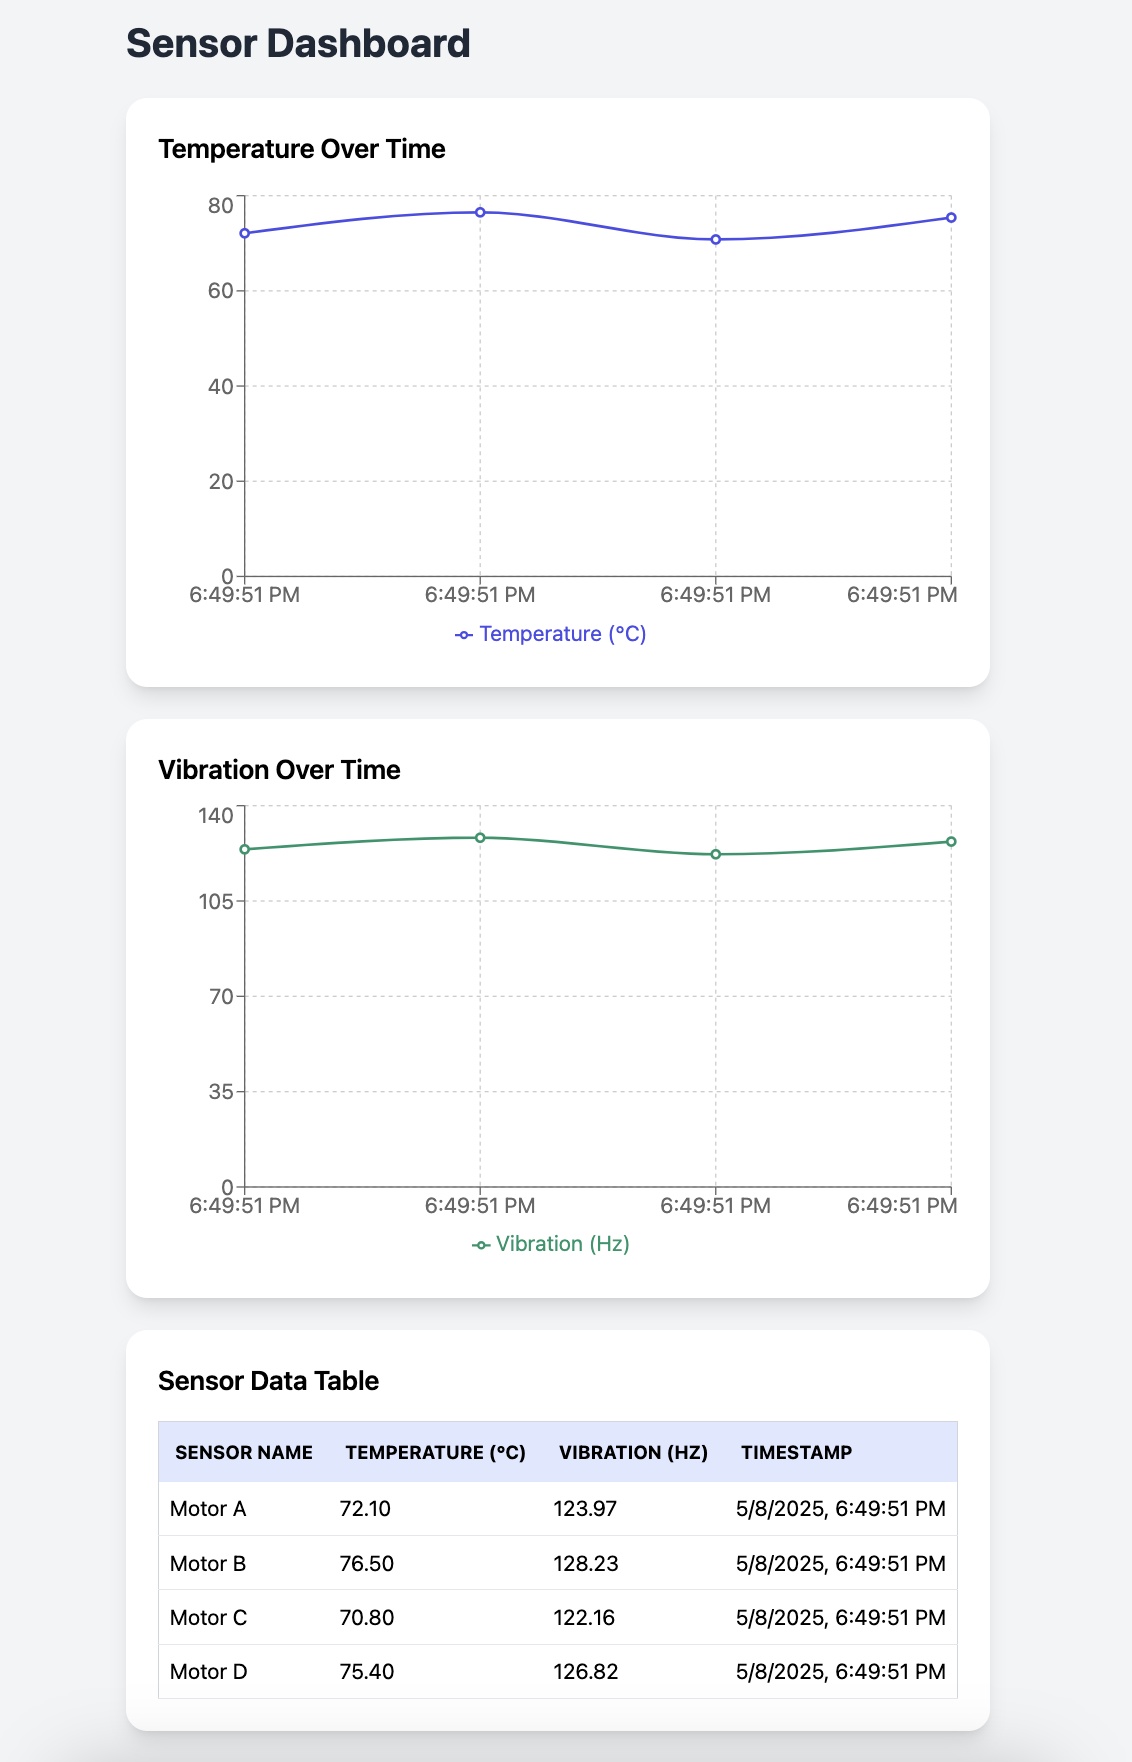 Sensor Dashboard
Temperature Over Time
80
60
40
20
0
6:49:51 PM 6:49:51 PM 6:49:51 PM 6:49:51 PM
Temperature (°C)
Vibration Over Time
140
105
70
35
0
6:49:51 PM 6:49:51 PM 6:49:51 PM 6:49:51 PM
Vibration (Hz)
Sensor Data Table
SENSOR NAME TEMPERATURE (°C) VIBRATION (HZ) TIMESTAMP
Motor A 72.10 123.97 5/8/2025, 6:49:51 PM
Motor B 76.50 128.23 5/8/2025, 6:49:51 PM
Motor C 70.80 122.16 5/8/2025, 6:49:51 PM
Motor D 75.40 126.82 5/8/2025, 6:49:51 PM